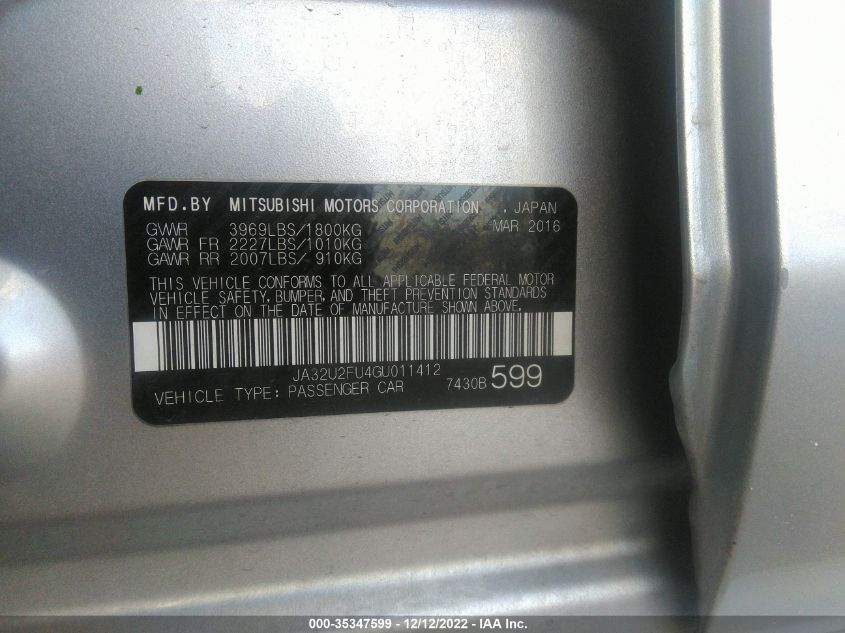 MFD.BY MITSUBISHI MOTORS CORPORATION , JAPAN
GVWR 3969LBS/1800KG MAR 2016
GAWR FR 2227LBS/1010KG
GAWR RR 2007LBS/ 910KG
THIS VEHICLE CONFORMS TO ALL APPLICABLE FEDERAL MOTOR
VEHICLE SAFETY, BUMPER, AND THEFT PREVENTION STANDARDS
IN EFFECT ON THE DATE OF MANUFACTURE SHOWN ABOVE.
JA32U2FU4GU011412
VEHICLE TYPE: PASSENGER CAR 7430B 599
000-35347599 - 12/12/2022 - IAA Inc.